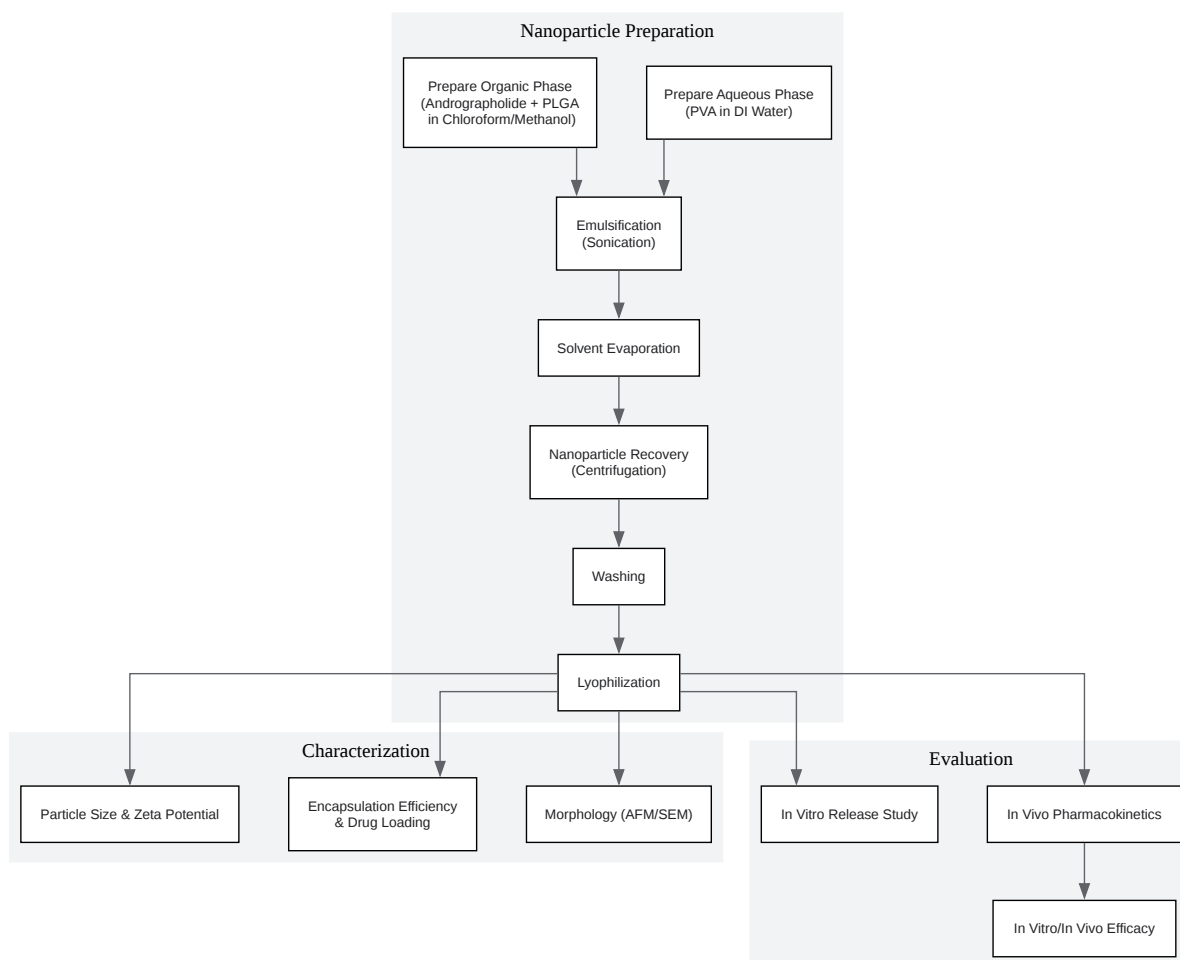 Nanoparticle Preparation
Prepare Organic Phase
(Andrographolide + PLGA
in Chloroform/Methanol)
Prepare Aqueous Phase
(PVA in DI Water)
Emulsification
(Sonication)
Solvent Evaporation
Nanoparticle Recovery
(Centrifugation)
Washing
Lyophilization
Characterization
Particle Size & Zeta Potential
Encapsulation Efficiency
& Drug Loading
Morphology (AFM/SEM)
Evaluation
In Vitro Release Study
In Vivo Pharmacokinetics
In Vitro/In Vivo Efficacy